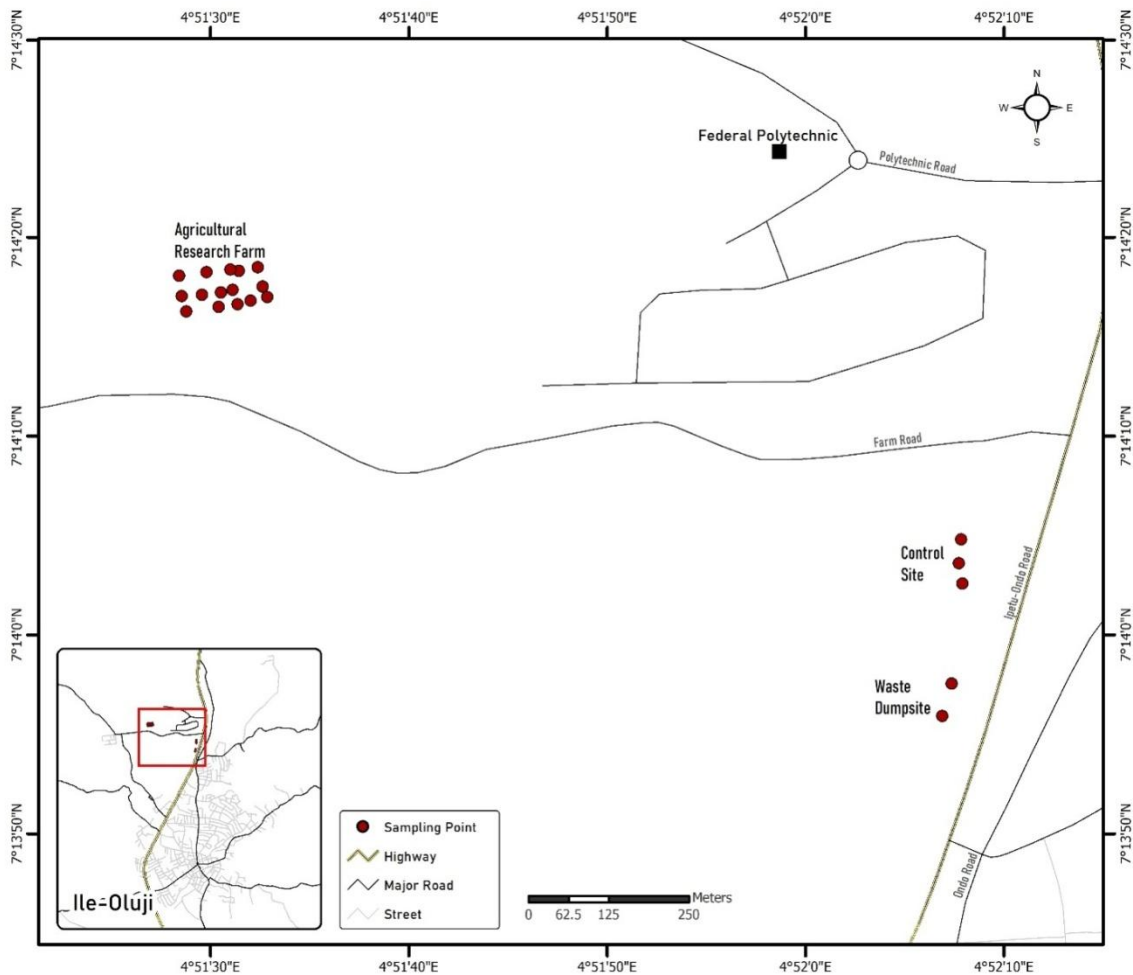 4°51'30"E 4°51'40"E 4°51'50"E 4°52'0"E 4°52'10"E
7°14'30"N 7°14'30"N
N
W E
S
Federal Polytechnic
Polytechnic Road
7°14'20"N 7°14'20"N
Agricultural
Research Farm
7°14'10"N 7°14'10"N
Farm Road
Control
Site
Ipetu-Ondo Road
7°14'0"N 7°14'0"N
Waste
Dumpsite
7°13'50"N 7°13'50"N
Ondo Road
Ile-Oluji
Sampling Point
Highway
Major Road
Street
Meters
0 62.5 125 250
4°51'30"E 4°51'40"E 4°51'50"E 4°52'0"E 4°52'10"E